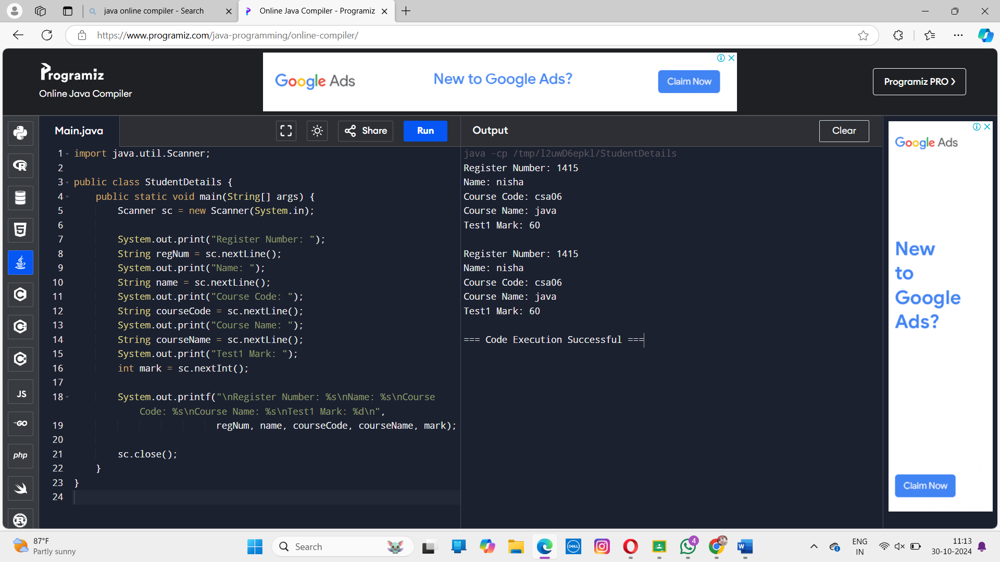 java online compiler - Search
Online Java Compiler - Programiz
https://www.programiz.com/java-programming/online-compiler/
Programiz
Online Java Compiler
Google Ads
New to Google Ads?
Claim Now
Programiz PRO ❯
Main.java
Share
Run
Output
Clear
1 import java.util.Scanner;
2
3 public class StudentDetails {
4 public static void main(String[] args) {
5 Scanner sc = new Scanner(System.in);
6
7 System.out.print("Register Number: ");
8 String regNum = sc.nextLine();
9 System.out.print("Name: ");
10 String name = sc.nextLine();
11 System.out.print("Course Code: ");
12 String courseCode = sc.nextLine();
13 System.out.print("Course Name: ");
14 String courseName = sc.nextLine();
15 System.out.print("Test1 Mark: ");
16 int mark = sc.nextInt();
17
18 System.out.printf("\nRegister Number: %s\nName: %s\nCourse
Code: %s\nCourse Name: %s\nTest1 Mark: %d\n",
19 regNum, name, courseCode, courseName, mark);
20
21 sc.close();
22 }
23 }
24
java -cp /tmp/l2uwD6epkl/StudentDetails
Register Number: 1415
Name: nisha
Course Code: csa06
Course Name: java
Test1 Mark: 60
Register Number: 1415
Name: nisha
Course Code: csa06
Course Name: java
Test1 Mark: 60
=== Code Execution Successful ===
Google Ads
New
to
Google
Ads?
Claim Now
JS
GO
php
87°F
Partly sunny
Search
DELL
4
W
ENG
IN
11:13
30-10-2024